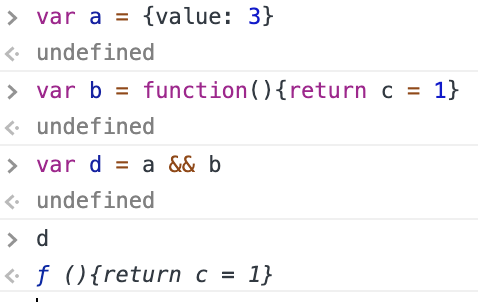 > var a = {value: 3}
<· undefined
> var b = function(){return c = 1}
<· undefined
> var d = a && b
<· undefined
> d
<· ƒ (){return c = 1}